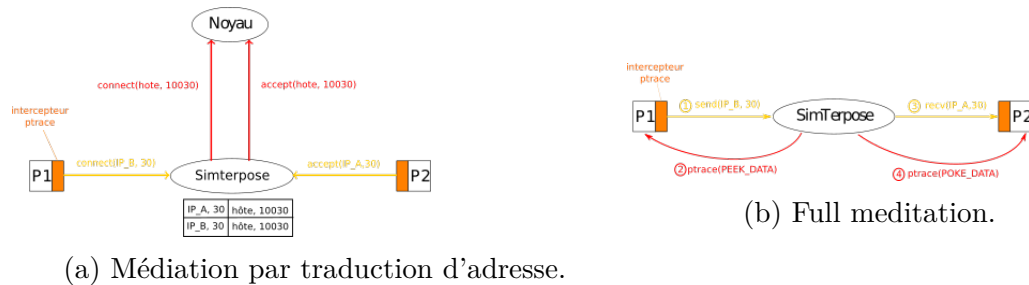 Noyau
connect(hote, 10030)
accept(hote, 10030)
intercepteur
ptrace
P1
connect(IP_B, 30)
Simterpose
accept(IP_A,30)
P2
IP_A, 30 hôte, 10030
IP_B, 30 hôte, 10030
(a) Médiation par traduction d'adresse.
intercepteur
ptrace
P1
① send(IP_B, 30)
SimTerpose
③ recv(IP_A,30)
P2
② ptrace(PEEK_DATA)
④ ptrace(POKE_DATA)
(b) Full meditation.